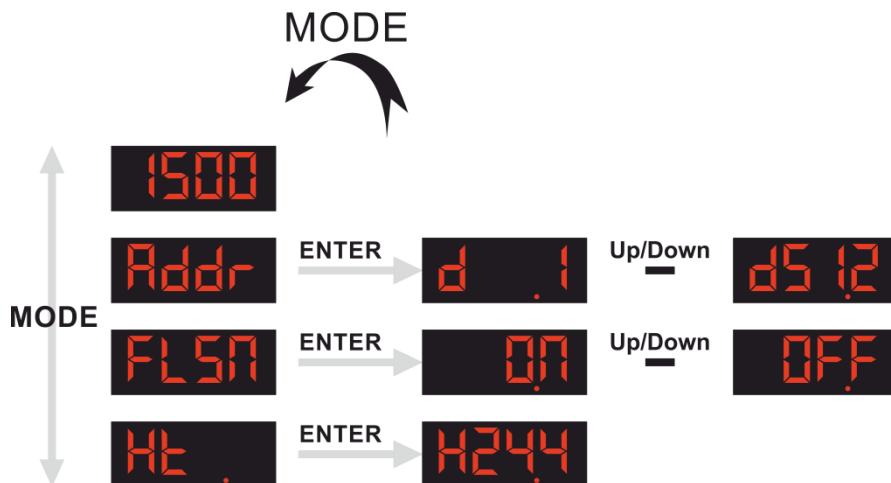 MODE
1500
Addr ENTER d .1 Up/Down d51.2
MODE
FLSN ENTER 0.N Up/Down 0F.F
Ht . ENTER H24.4